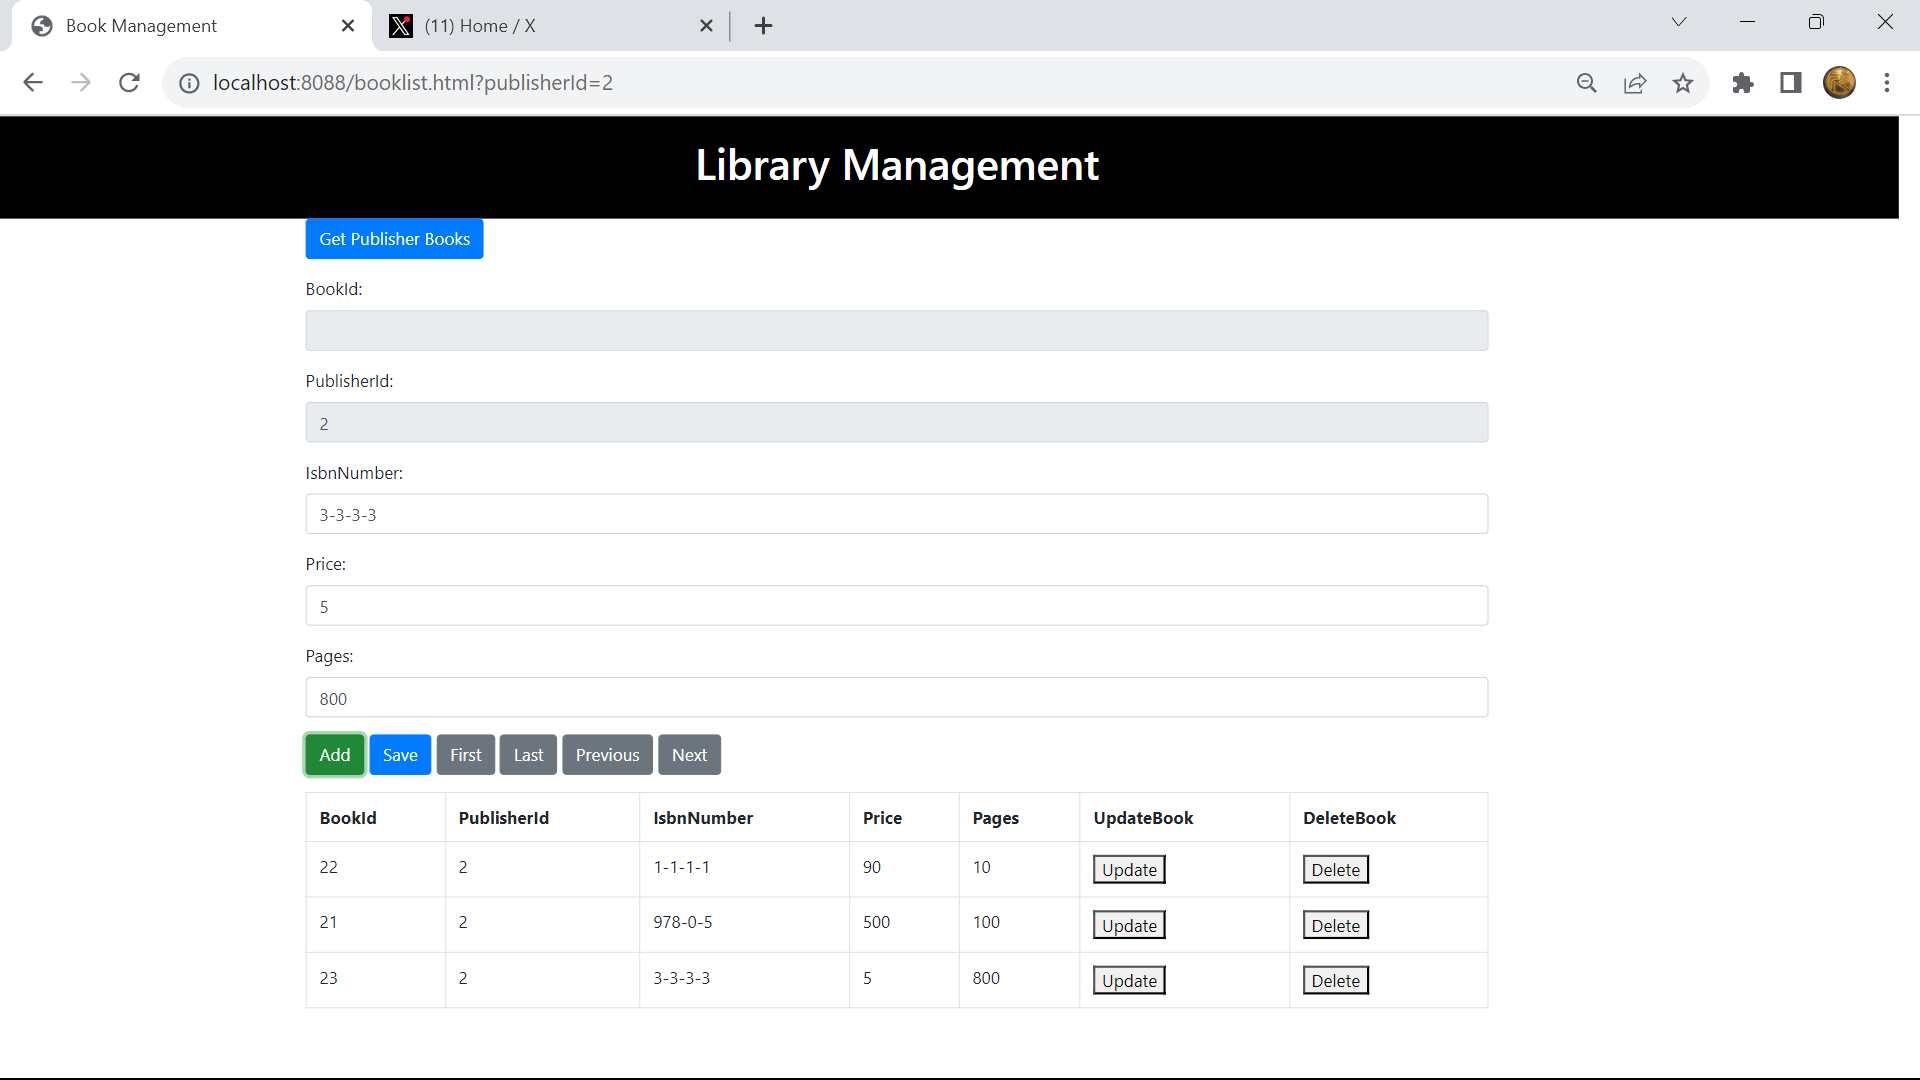 Book Management
(11) Home / X
localhost:8088/booklist.html?publisherId=2
Library Management
Get Publisher Books
BookId:
PublisherId:
2
IsbnNumber:
3-3-3-3
Price:
5
Pages:
800
Add Save First Last Previous Next
BookId PublisherId IsbnNumber Price Pages UpdateBook DeleteBook
22 2 1-1-1-1 90 10 Update Delete
21 2 978-0-5 500 100 Update Delete
23 2 3-3-3-3 5 800 Update Delete